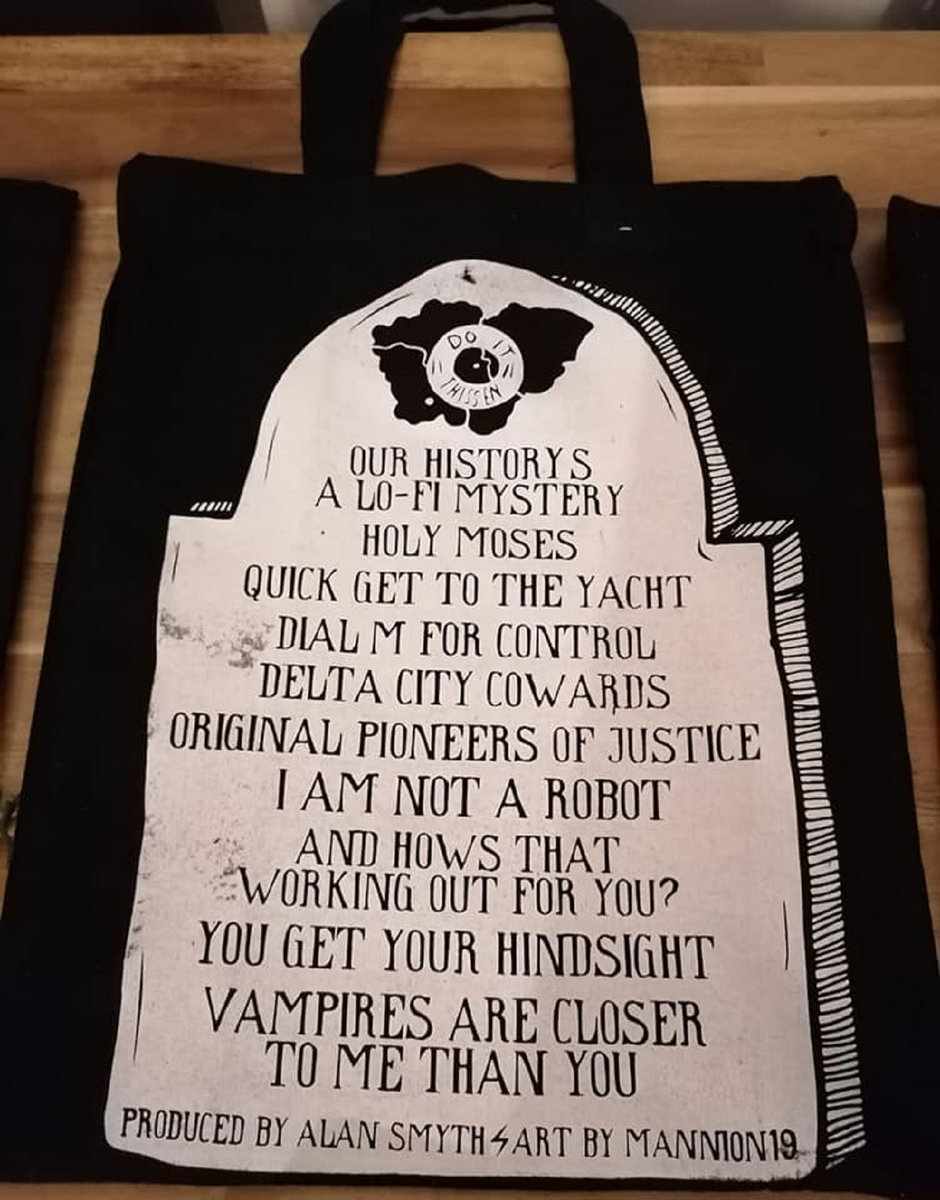 DO IT
THISSEN
OUR HISTORYS
A LO-FI MYSTERY
HOLY MOSES
QUICK GET TO THE YACHT
DIAL M FOR CONTROL
DELTA CITY COWARDS
ORIGINAL PIONEERS OF JUSTICE
I AM NOT A ROBOT
AND HOWS THAT
WORKING OUT FOR YOU?
YOU GET YOUR HINDSIGHT
VAMPIRES ARE CLOSER
TO ME THAN YOU
PRODUCED BY ALAN SMYTH⚡ART BY MANNION19